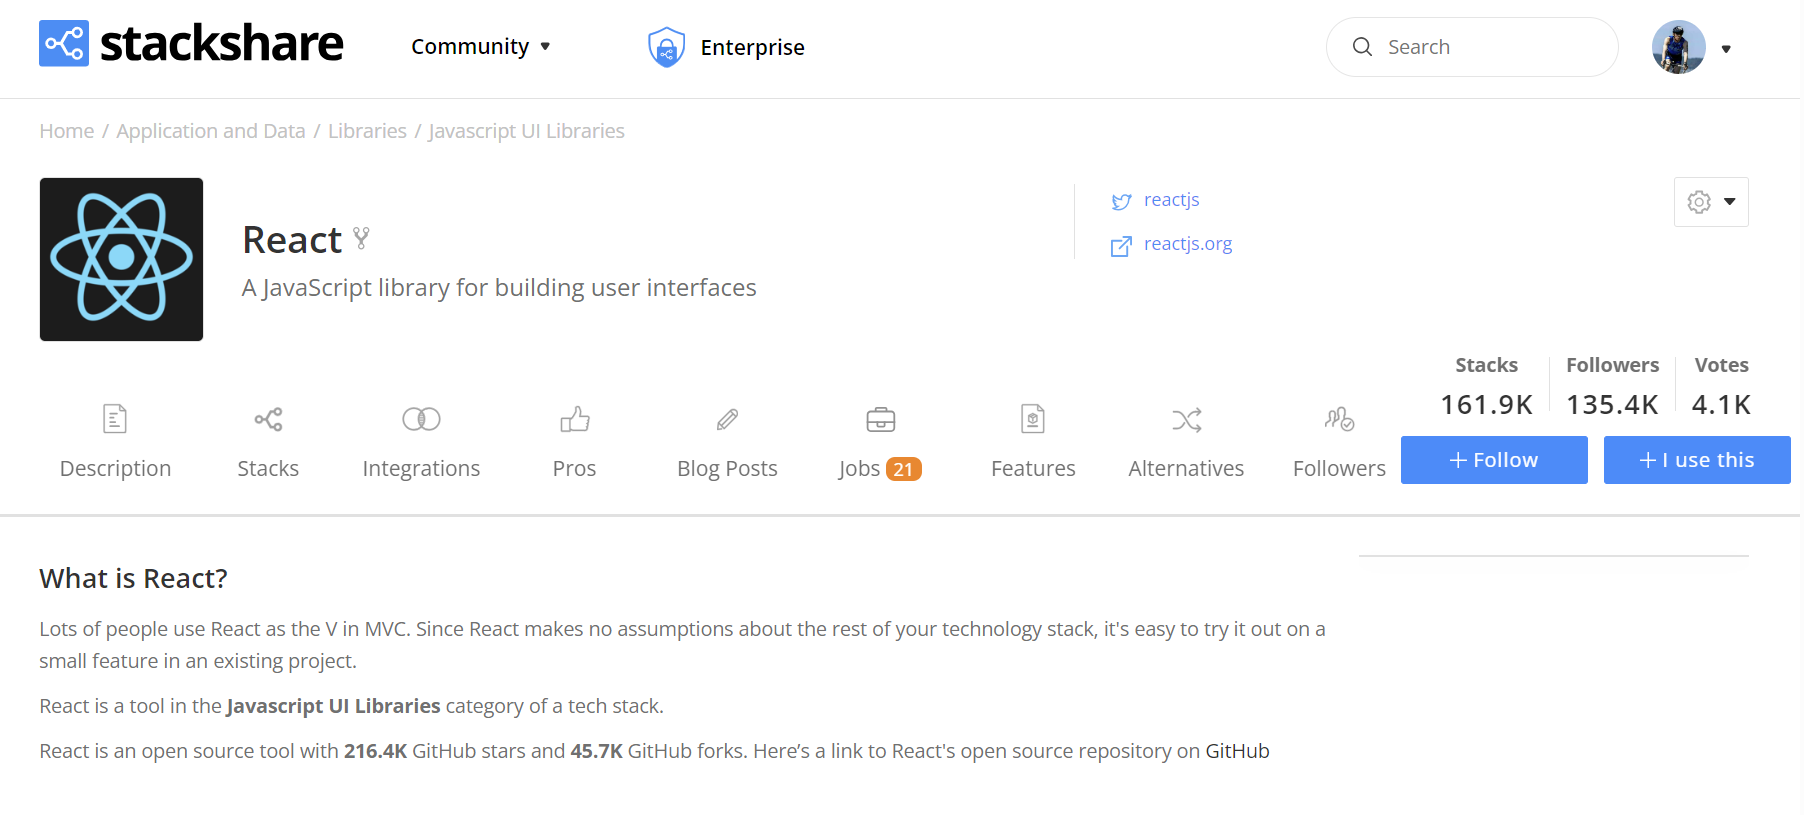 stackshare
Community
Enterprise
Search
Home / Application and Data / Libraries / Javascript UI Libraries
React
A JavaScript library for building user interfaces
reactjs
reactjs.org
Stacks
Followers
Votes
161.9K
135.4K
4.1K
Description
Stacks
Integrations
Pros
Blog Posts
Jobs 21
Features
Alternatives
Followers
+ Follow
+ I use this
What is React?
Lots of people use React as the V in MVC. Since React makes no assumptions about the rest of your technology stack, it's easy to try it out on a
small feature in an existing project.
React is a tool in the Javascript UI Libraries category of a tech stack.
React is an open source tool with 216.4K GitHub stars and 45.7K GitHub forks. Here’s a link to React's open source repository on GitHub